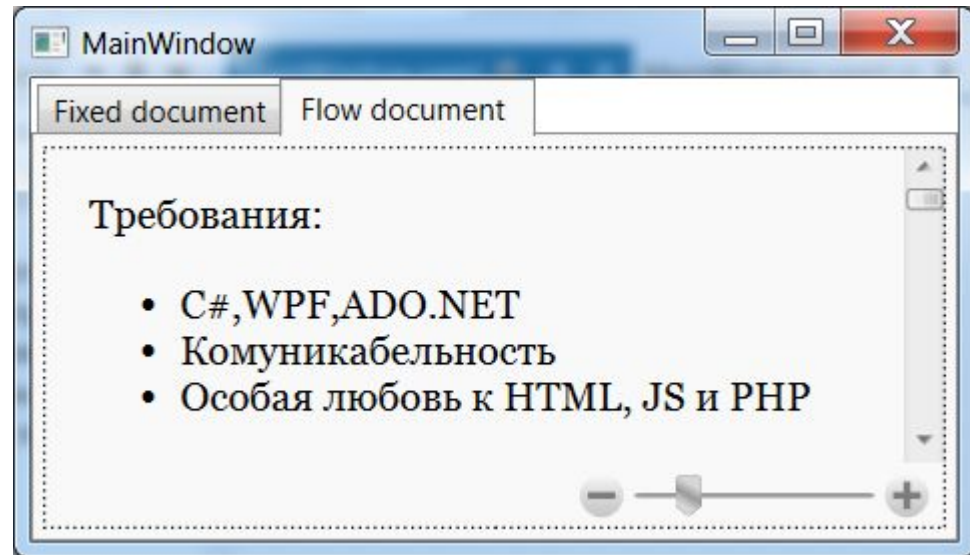 MainWindow
Fixed document Flow document
Требования:
• C#,WPF,ADO.NET
• Комуникабельность
• Особая любовь к HTML, JS и PHP